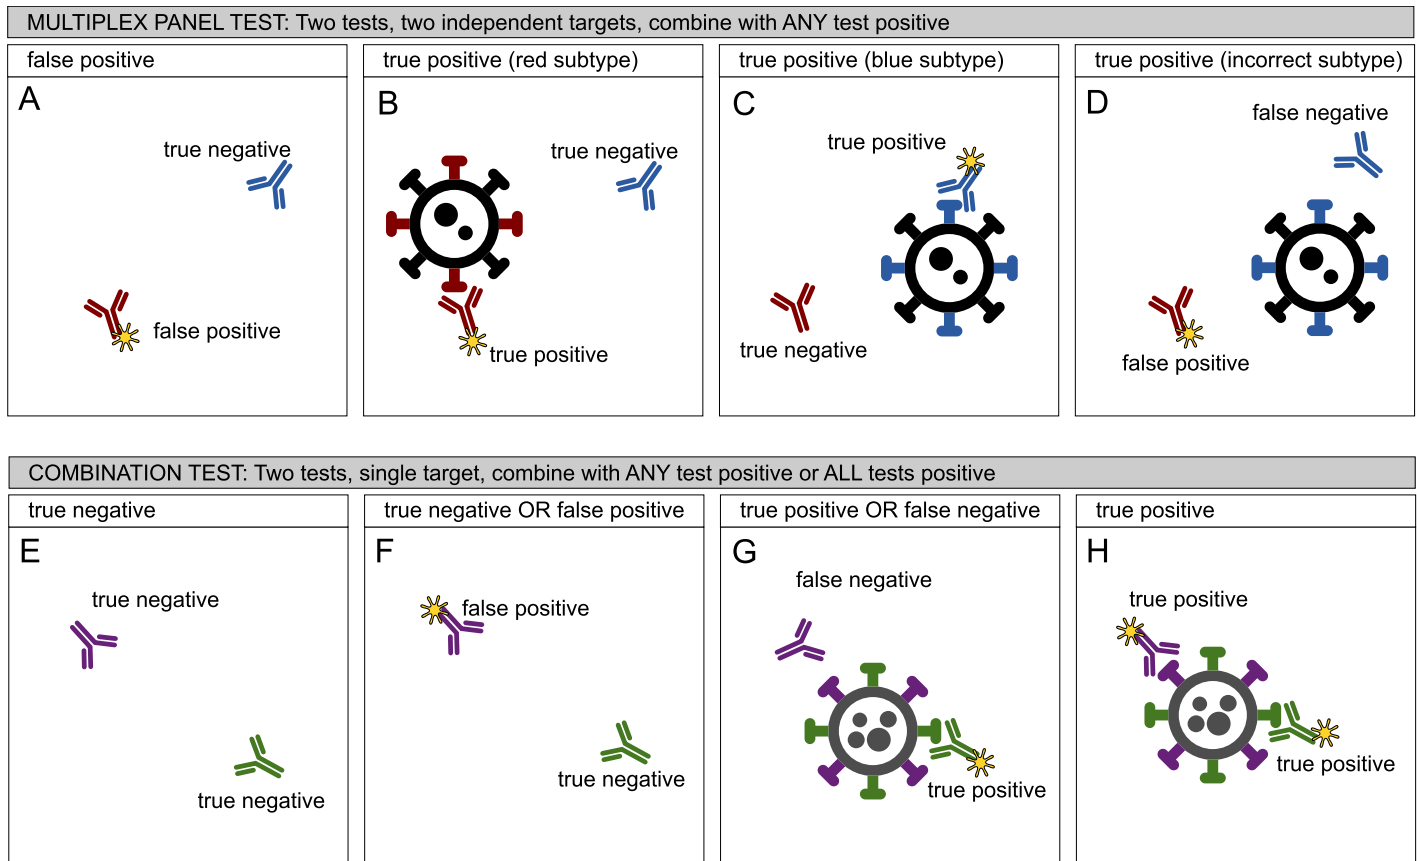 MULTIPLEX PANEL TEST: Two tests, two independent targets, combine with ANY test positive
false positive
A
true negative
false positive
true positive (red subtype)
B
true negative
true positive
true positive (blue subtype)
C
true positive
true negative
true positive (incorrect subtype)
D
false negative
false positive
COMBINATION TEST: Two tests, single target, combine with ANY test positive or ALL tests positive
true negative
E
true negative
true negative
true negative OR false positive
F
false positive
true negative
true positive OR false negative
G
false negative
true positive
true positive
H
true positive
true positive